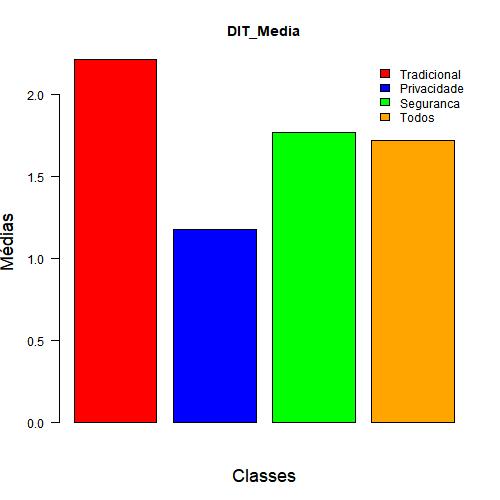 DIT_Media
Tradicional
Privacidade
Seguranca
Todos
2.0
1.5
1.0
0.5
0.0
Médias
Classes